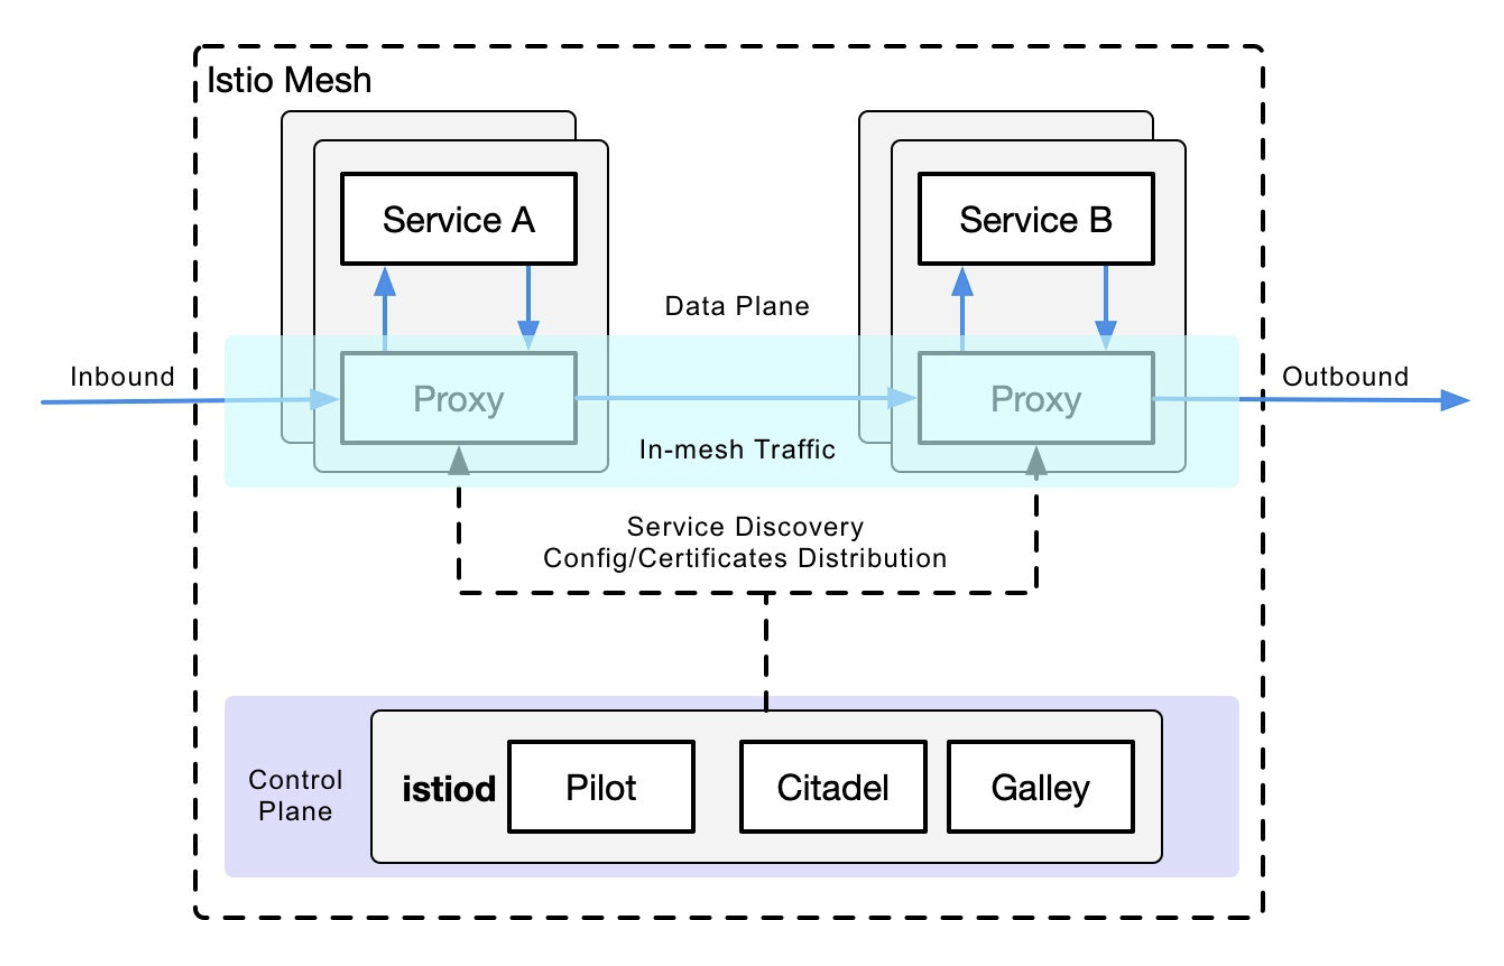 Istio Mesh
Service A
Service B
Data Plane
Inbound
Proxy
Proxy
Outbound
In-mesh Traffic
Service Discovery
Config/Certificates Distribution
Control
Plane
istiod
Pilot
Citadel
Galley